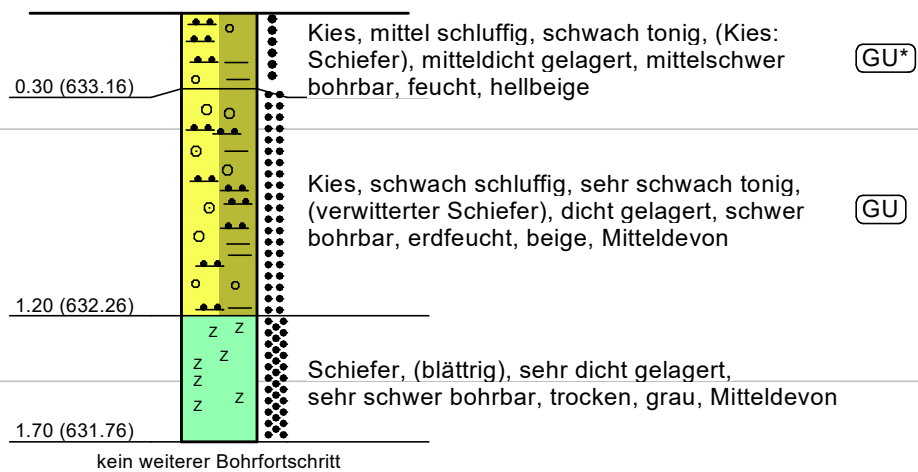 Kies, mittel schluffig, schwach tonig, (Kies:
Schiefer), mitteldicht gelagert, mittelschwer
bohrbar, feucht, hellbeige
GU*
0.30 (633.16)
Kies, schwach schluffig, sehr schwach tonig,
(verwitterter Schiefer), dicht gelagert, schwer
bohrbar, erdfeucht, beige, Mitteldevon
GU
1.20 (632.26)
z z
z z
z
z z
Schiefer, (blättrig), sehr dicht gelagert,
sehr schwer bohrbar, trocken, grau, Mitteldevon
1.70 (631.76)
kein weiterer Bohrfortschritt